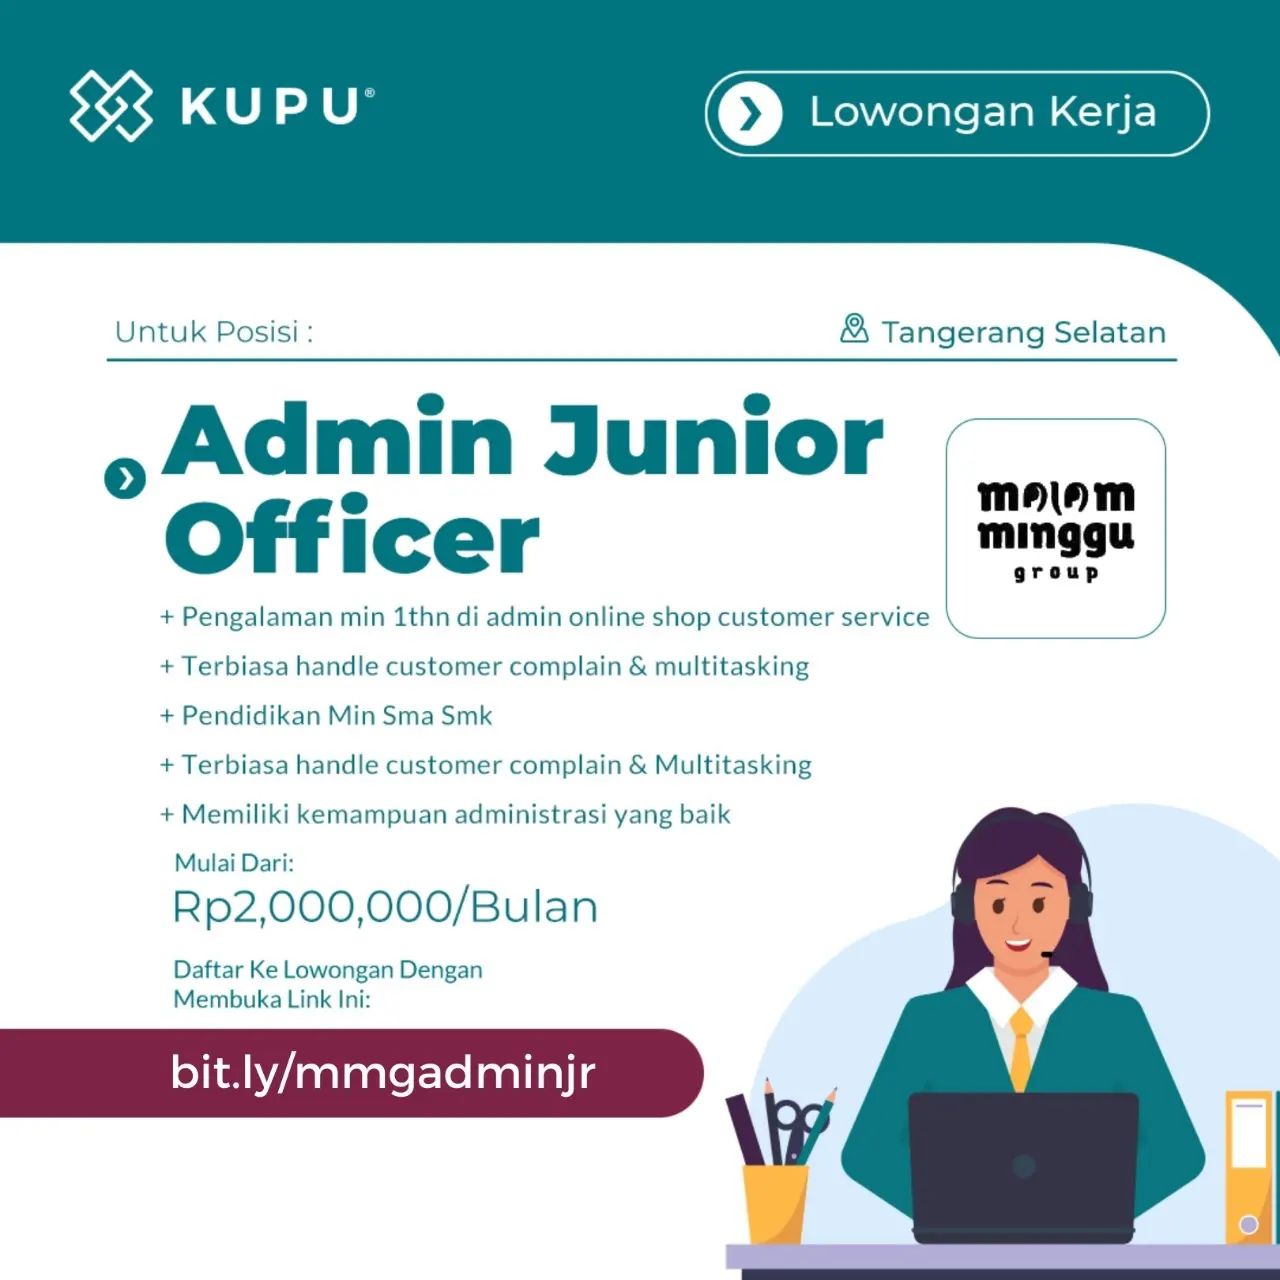 KUPU®
Lowongan Kerja
Untuk Posisi :
Tangerang Selatan
Admin Junior
Officer
malam
minggu
group
+ Pengalaman min 1thn di admin online shop customer service
+ Terbiasa handle customer complain & multitasking
+ Pendidikan Min Sma Smk
+ Terbiasa handle customer complain & Multitasking
+ Memiliki kemampuan administrasi yang baik
Mulai Dari:
Rp2,000,000/Bulan
Daftar Ke Lowongan Dengan
Membuka Link Ini:
bit.ly/mmgadminjr